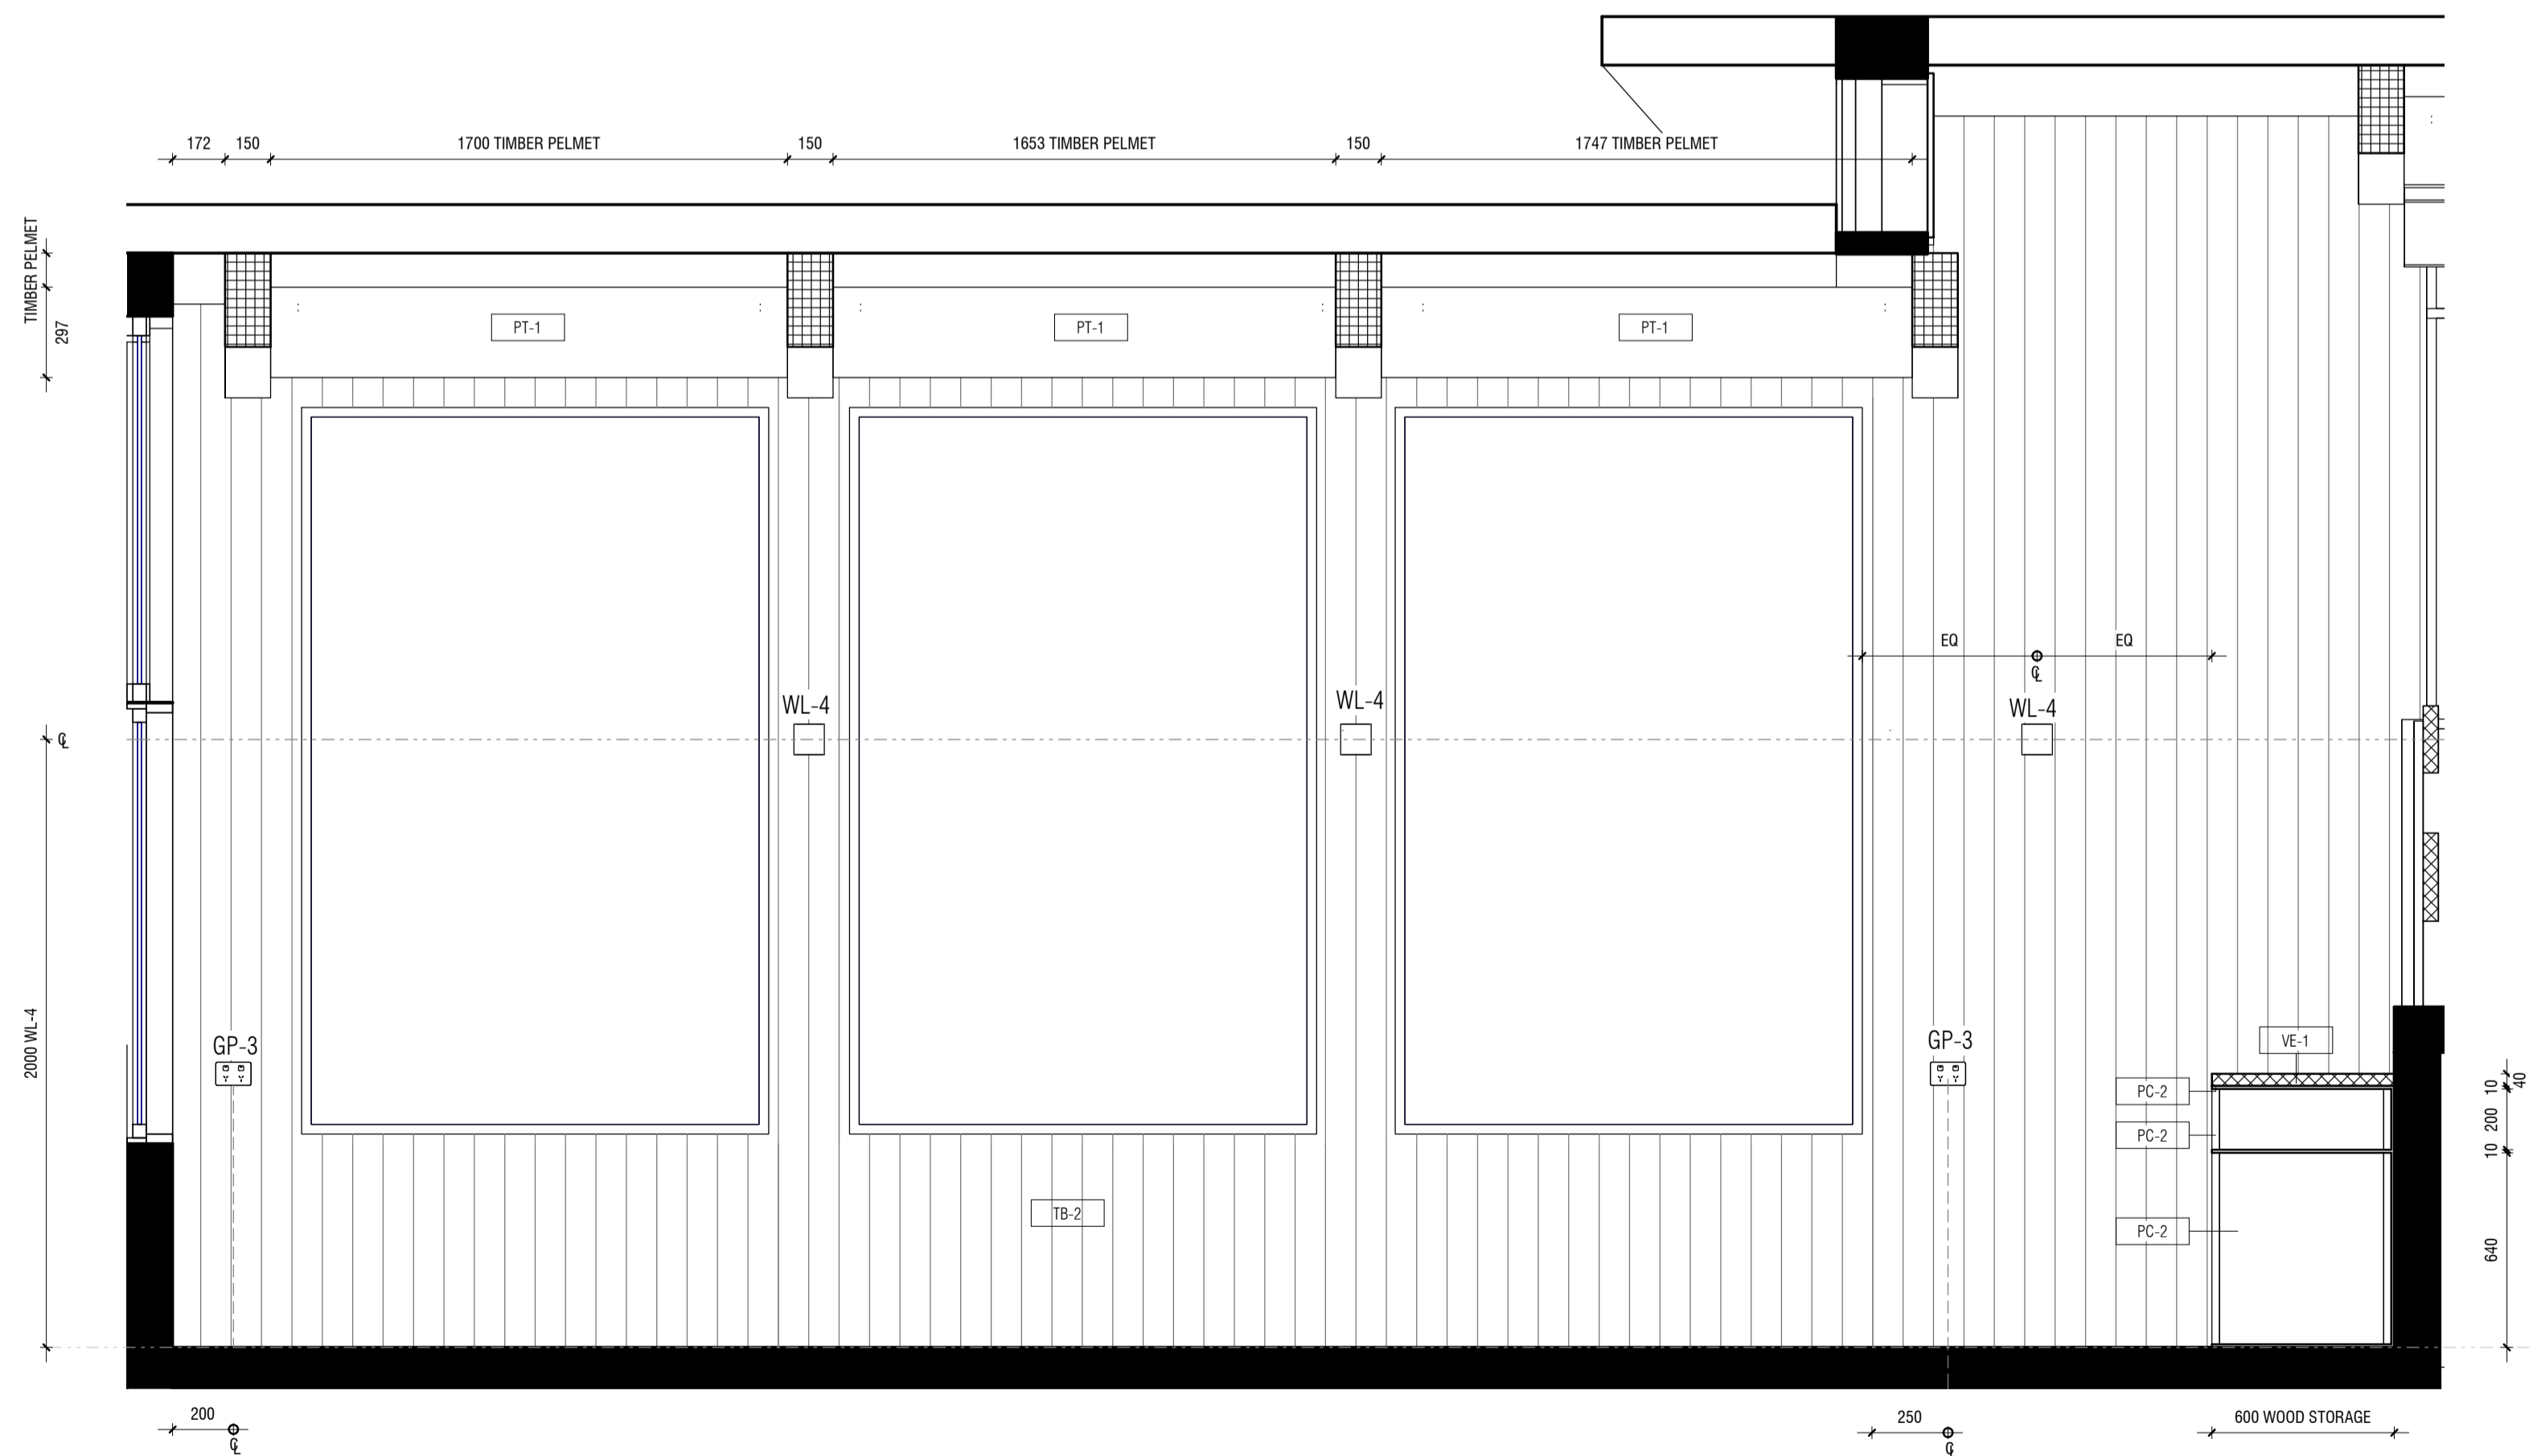 172
150
1700 TIMBER PELMET
150
1653 TIMBER PELMET
150
1747 TIMBER PELMET
TIMBER PELMET
297
PT-1
PT-1
PT-1
EQ
EQ
℄
WL-4
WL-4
WL-4
℄
2000 WL-4
GP-3
GP-3
VE-1
PC-2
PC-2
PC-2
10
40
200
10
640
TB-2
200
℄
250
℄
600 WOOD STORAGE